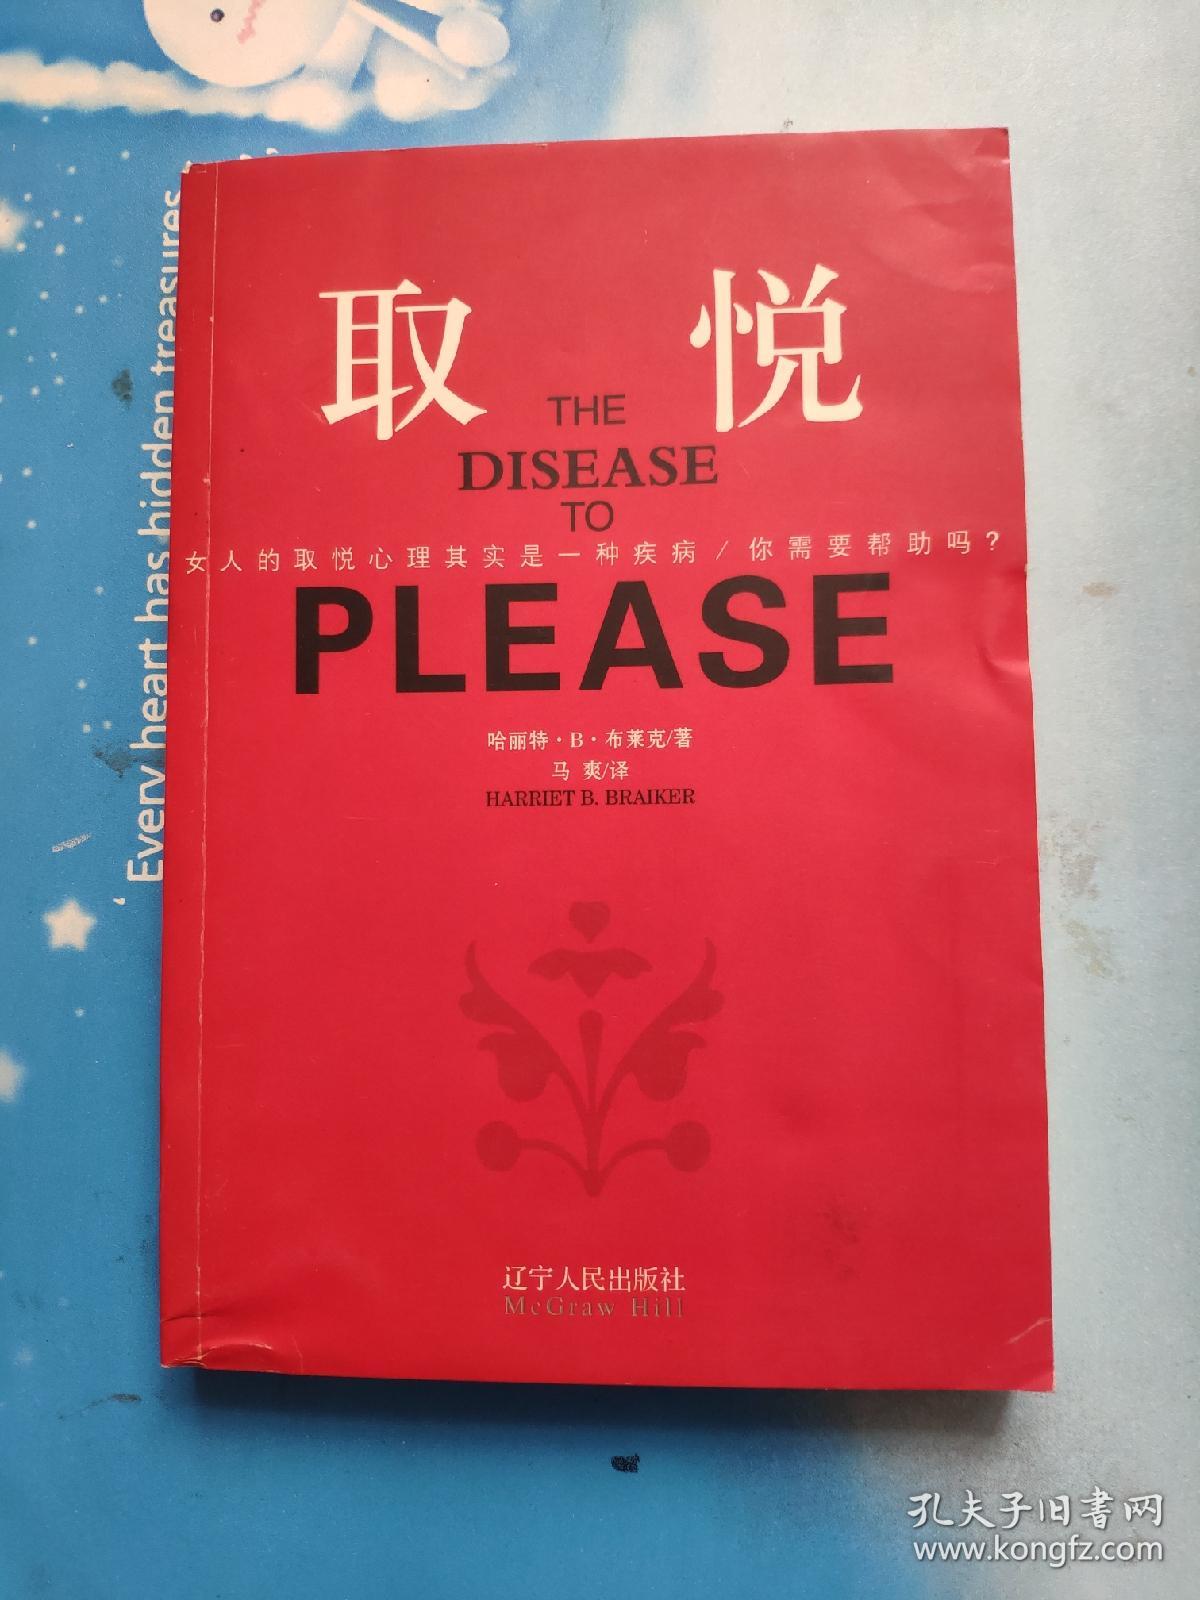 取 悦
THE
DISEASE
TO
女人的取悦心理其实是一种疾病/你需要帮助吗?
PLEASE
哈丽特·B·布莱克/著
马 爽/译
HARRIET B. BRAIKER
辽宁人民出版社
McGraw Hill
Every heart has hidden treasures
孔夫子旧书网
www.kongfz.com